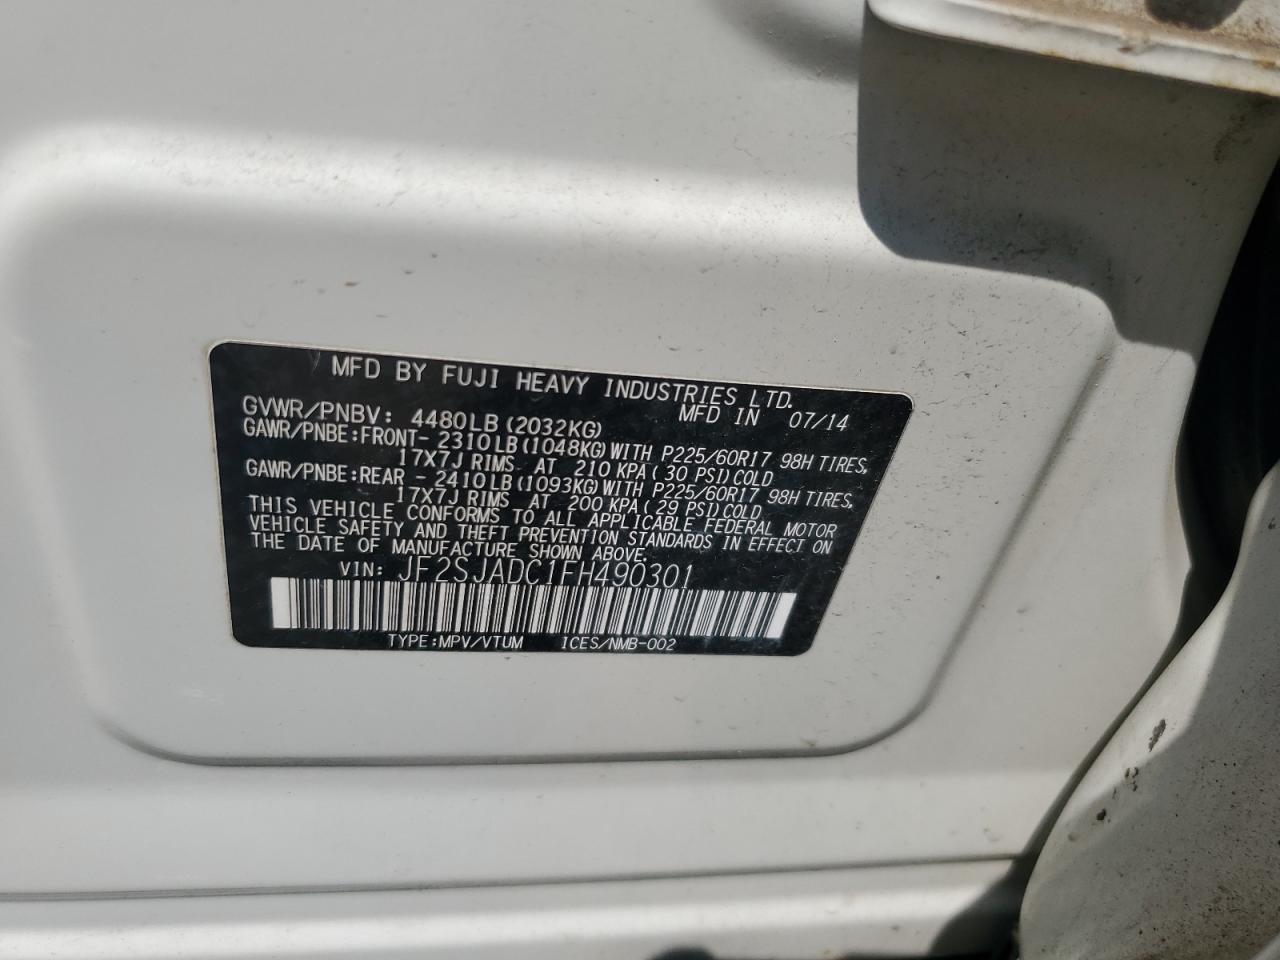 MFD BY FUJI HEAVY INDUSTRIES LTD.
MFD IN 07/14
GVWR/PNBV: 4480LB(2032KG)
GAWR/PNBE:FRONT- 2310LB(1048KG)WITH P225/60R17 98H TIRES,
17X7J RIMS AT 210 KPA(30 PSI)COLD
GAWR/PNBE:REAR - 2410LB(1093KG)WITH P225/60R17 98H TIRES,
17X7J RIMS AT 200 KPA(29 PSI)COLD
THIS VEHICLE CONFORMS TO ALL APPLICABLE FEDERAL MOTOR
VEHICLE SAFETY AND THEFT PREVENTION STANDARDS IN EFFECT ON
THE DATE OF MANUFACTURE SHOWN ABOVE.
VIN: JF2SJADC1FH490301
TYPE:MPV/VTUM ICES/NMB-002